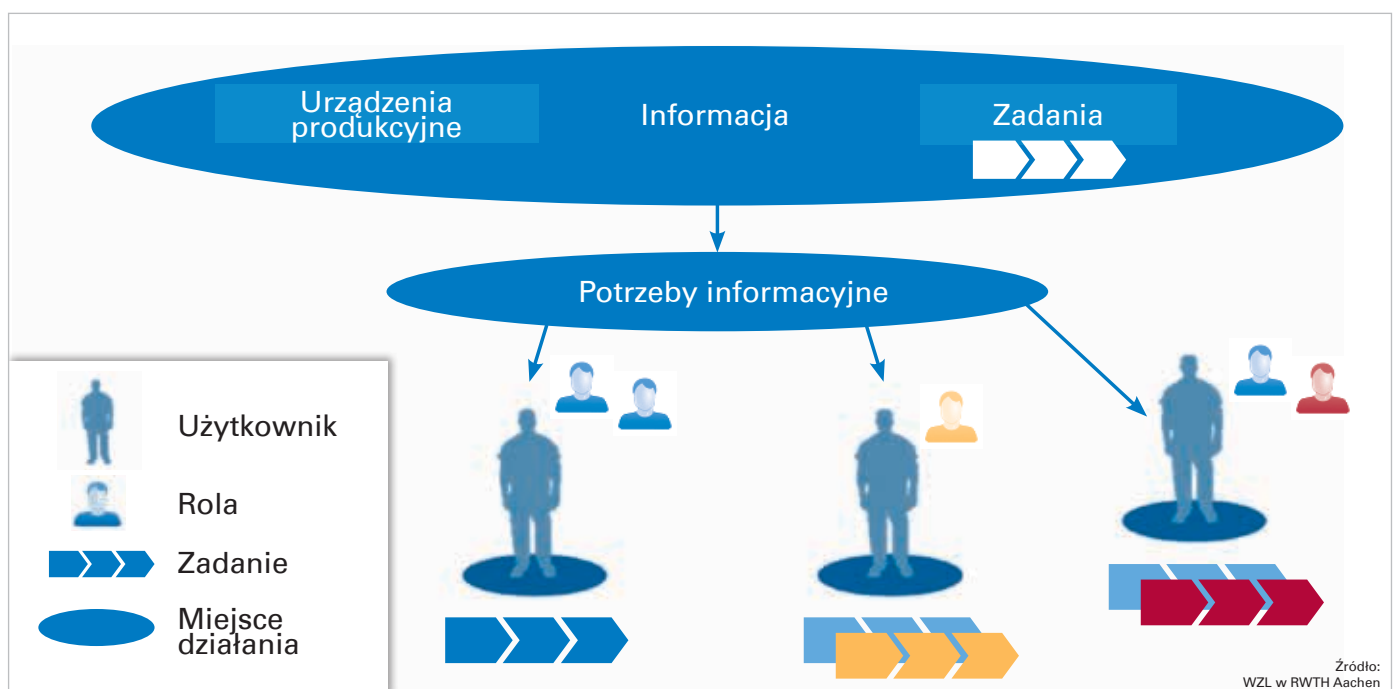 Urządzenia
produkcyjne
Informacja
Zadania
Potrzeby informacyjne
Użytkownik
Rola
Zadanie
Miejsce
działania
Źródło:
WZL w RWTH Aachen